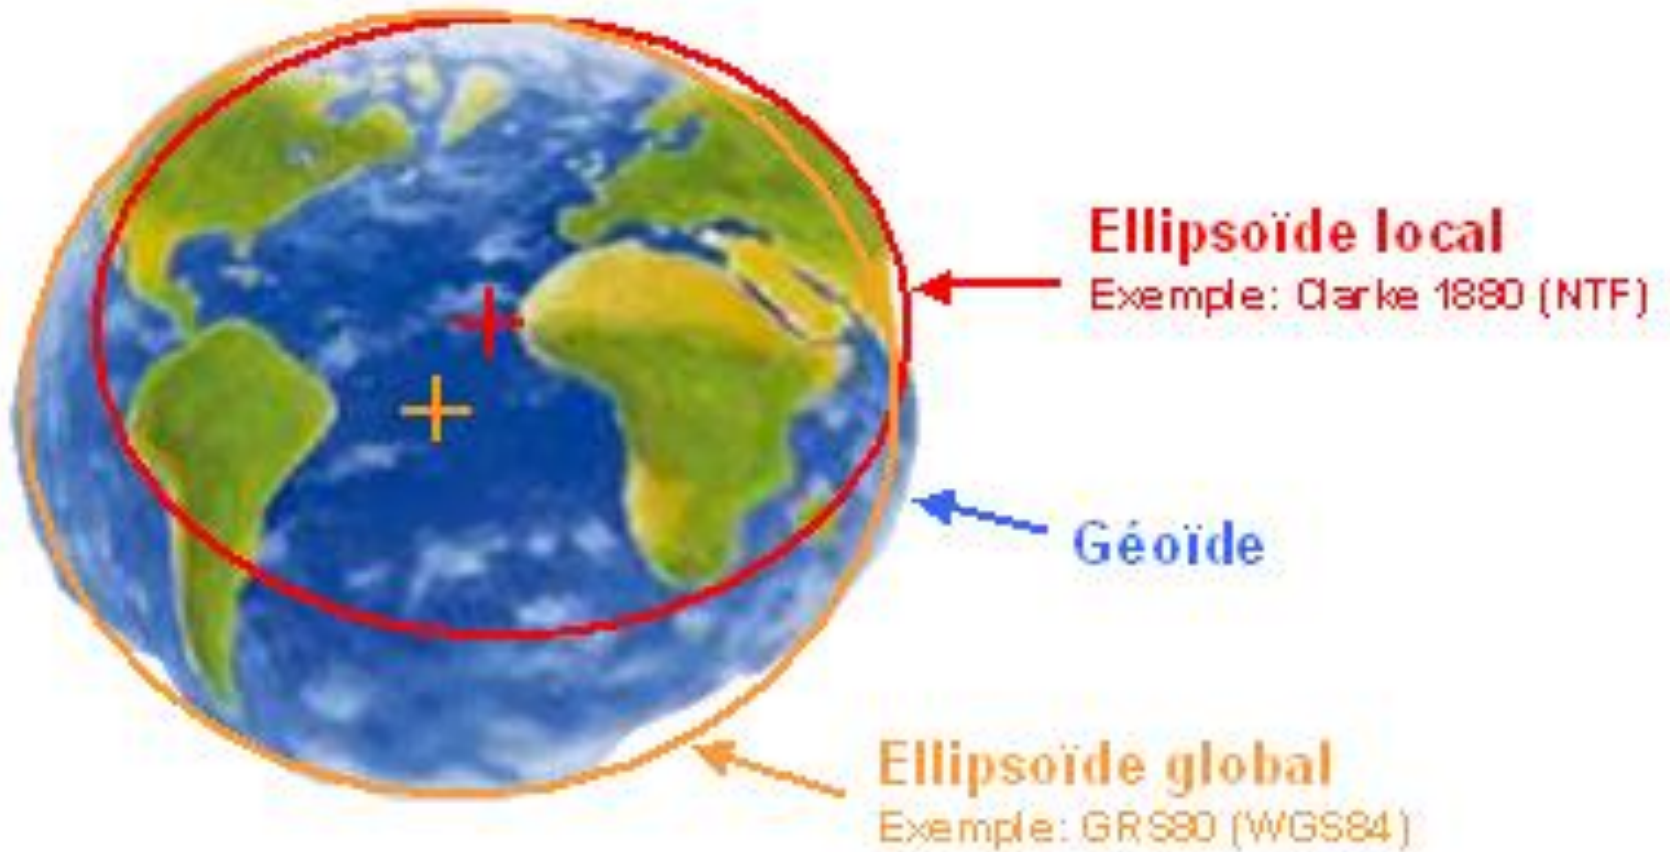 Ellipsoïde local
Exemple: Clarke 1880 (NTF)
Géoïde
Ellipsoïde global
Exemple: GRS80 (WGS84)